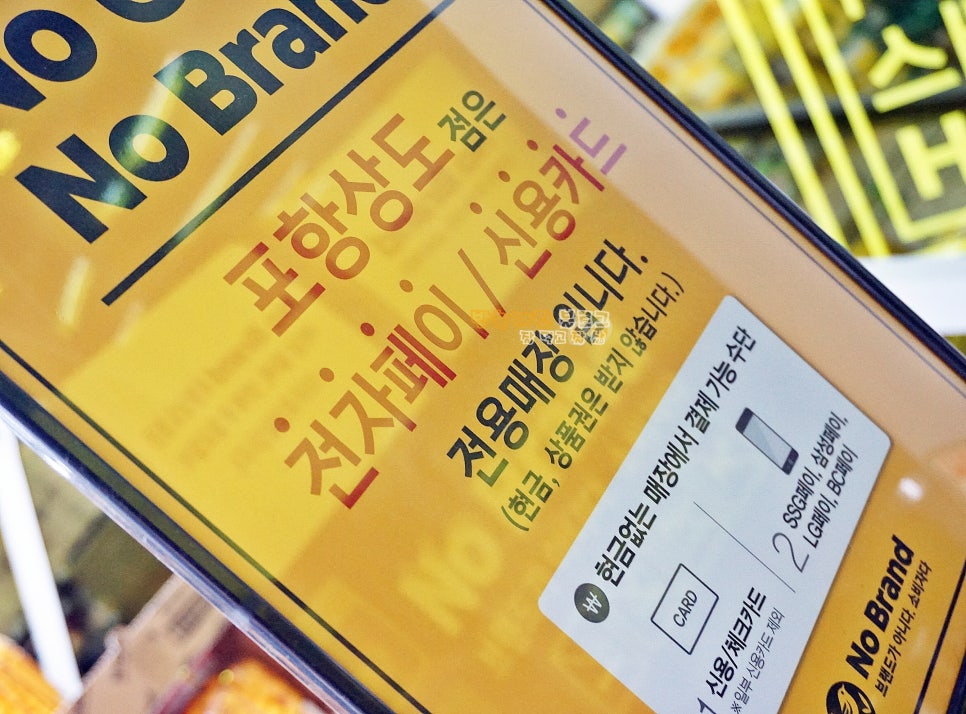 No
No Brand
포항상도 점은
전자페이 / 신용카드
전용매장 입니다.
(현금, 상품권은 받지 않습니다.)
₩ 현금없는 매장에서 결제 가능 수단
CARD
1 신용/체크카드
※ 일부 신용카드 제외
2 SSG페이, 삼성페이,
LG페이, BC페이
No Brand
브랜드가 아니다. 소비자다